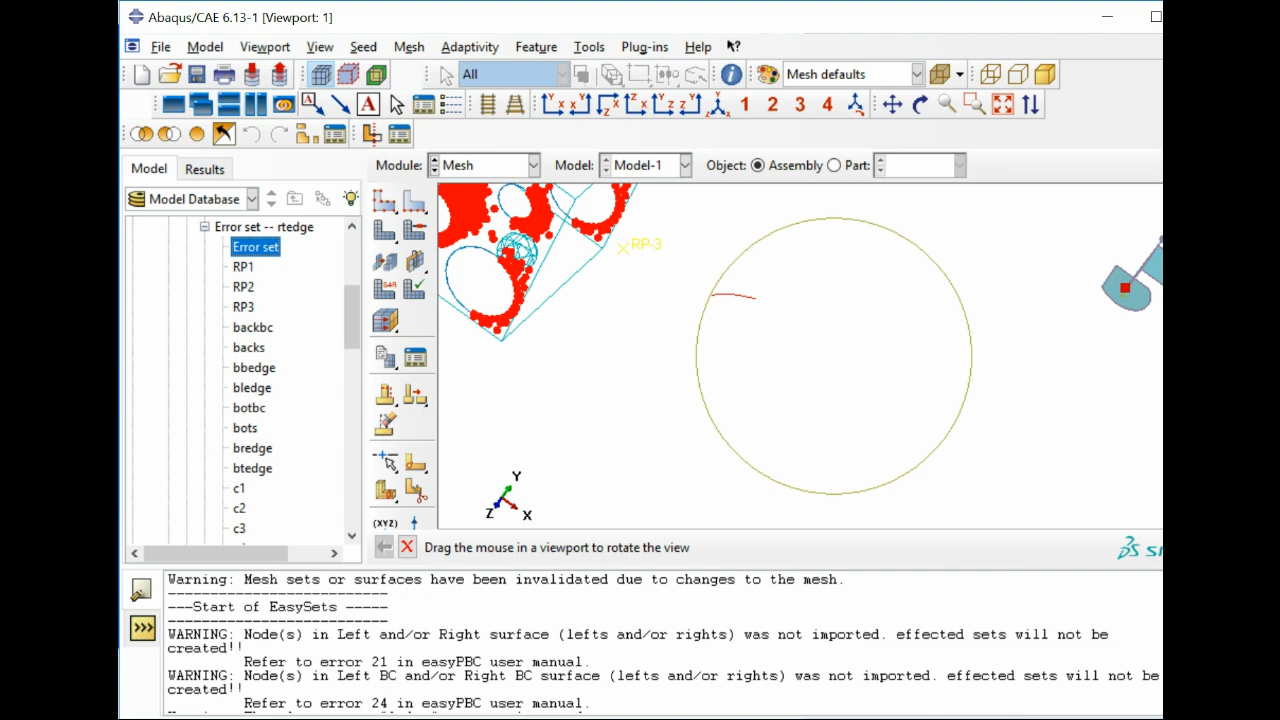 Abaqus/CAE 6.13-1 [Viewport: 1]
File Model Viewport View Seed Mesh Adaptivity Feature Tools Plug-ins Help
All Mesh defaults
1 2 3 4
Model Results Module: Mesh Model: Model-1 Object: Assembly Part:
Model Database
Error set -- rtedge
Error set
RP1
RP2
RP3
backbc
backs
bbedge
bledge
botbc
bots
bredge
btedge
c1
c2
c3
RP-3
Y
Z X
(XYZ)
Drag the mouse in a viewport to rotate the view
Warning: Mesh sets or surfaces have been invalidated due to changes to the mesh.
--------------------------
---Start of EasySets -----
--------------------------
WARNING: Node(s) in Left and/or Right surface (lefts and/or rights) was not imported. effected sets will not be
created!!
Refer to error 21 in easyPBC user manual.
WARNING: Node(s) in Left BC and/or Right BC surface (lefts and/or rights) was not imported. effected sets will not be
created!!
Refer to error 24 in easyPBC user manual.